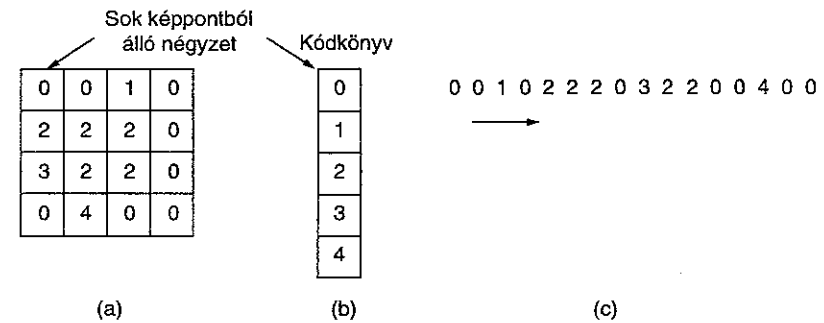 Sok képpontból
álló négyzet
Kódkönyv
0 0 1 0
2 2 2 0
3 2 2 0
0 4 0 0
0
1
2
3
4
0 0 1 0 2 2 2 0 3 2 2 0 0 4 0 0
(a)
(b)
(c)